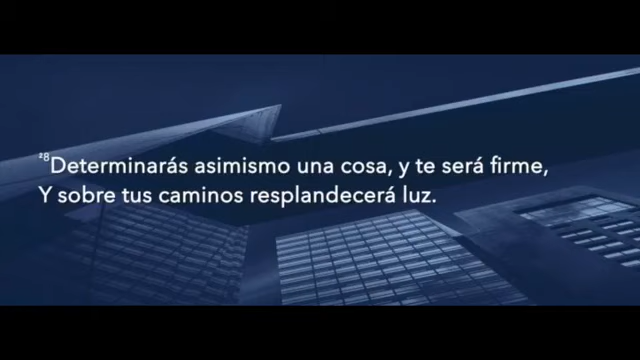 ²⁸Determinarás asimismo una cosa, y te será firme,
Y sobre tus caminos resplandecerá luz.